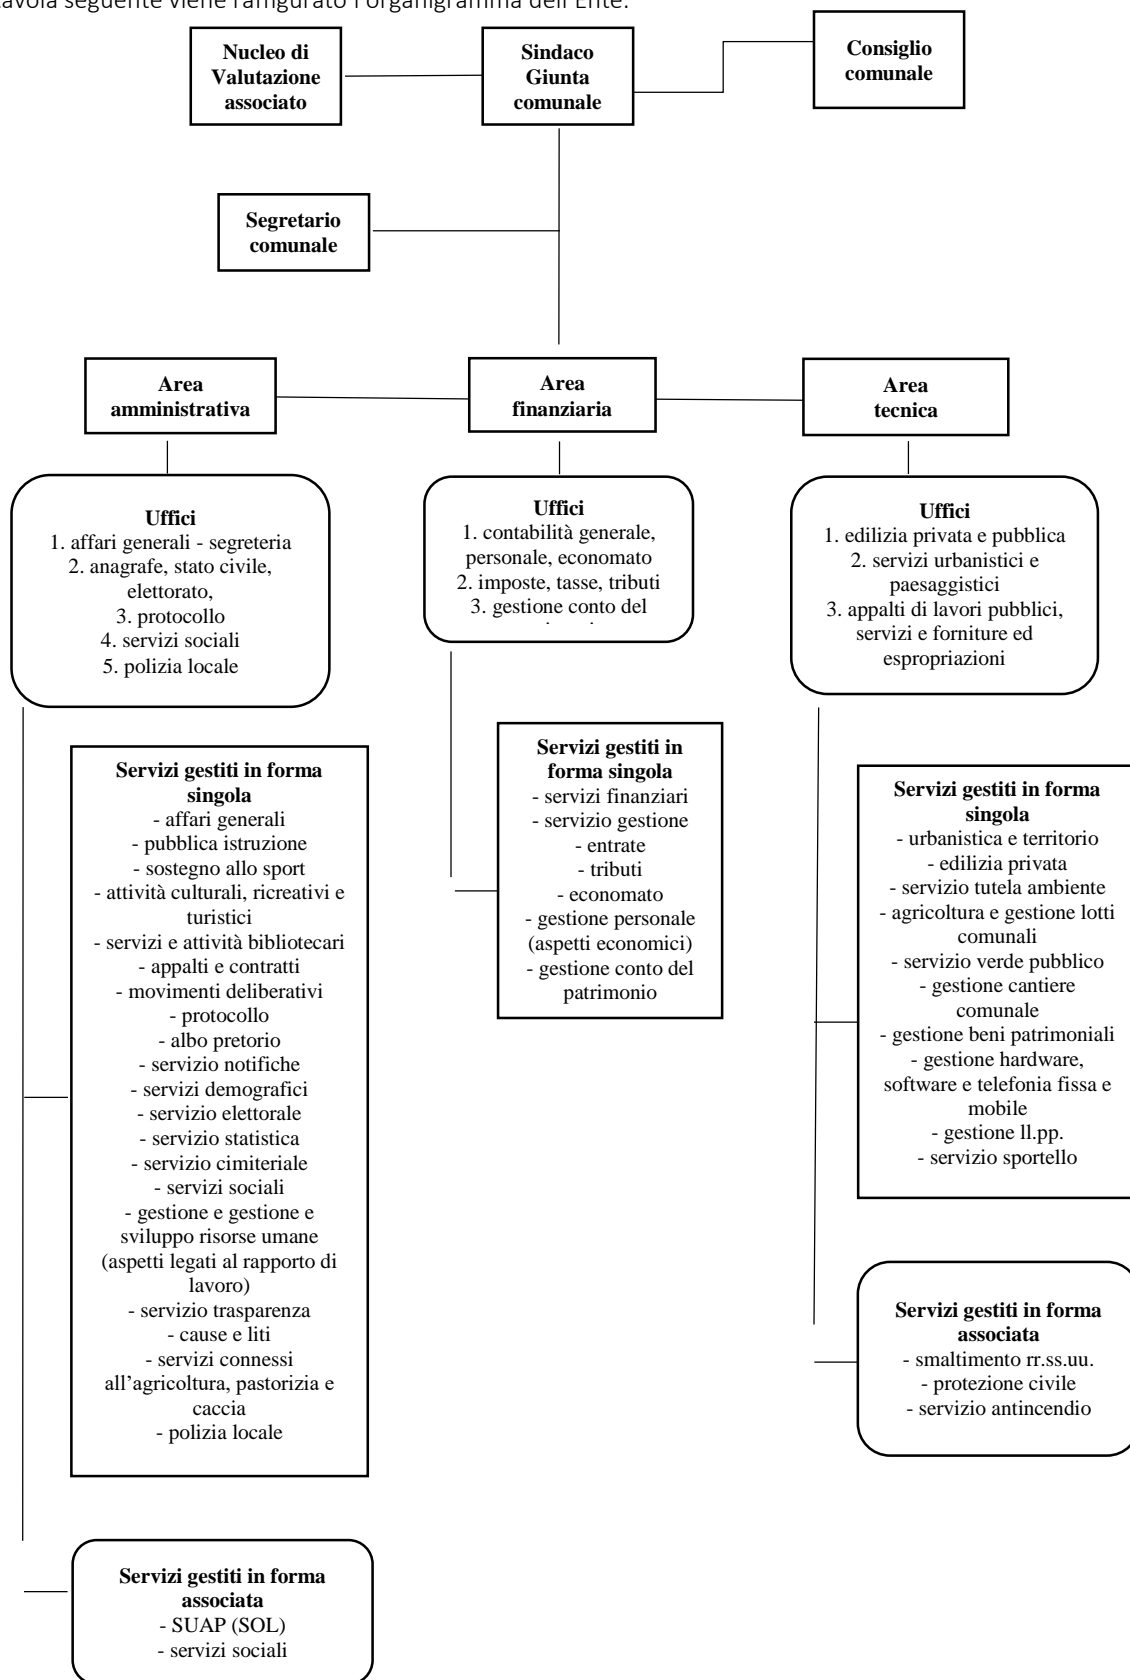 tavola seguente viene raffigurato l'organigramma dell'Ente.
Nucleo di
Valutazione
associato
Sindaco
Giunta
comunale
Consiglio
comunale
Segretario
comunale
Area
amministrativa
Area
finanziaria
Area
tecnica
Uffici
1. affari generali - segreteria
2. anagrafe, stato civile,
elettorato,
3. protocollo
4. servizi sociali
5. polizia locale
Uffici
1. contabilità generale,
personale, economato
2. imposte, tasse, tributi
3. gestione conto del
Uffici
1. edilizia privata e pubblica
2. servizi urbanistici e
paesaggistici
3. appalti di lavori pubblici,
servizi e forniture ed
espropriazioni
Servizi gestiti in forma
singola
- affari generali
- pubblica istruzione
- sostegno allo sport
- attività culturali, ricreativi e
turistici
- servizi e attività bibliotecari
- appalti e contratti
- movimenti deliberativi
- protocollo
- albo pretorio
- servizio notifiche
- servizi demografici
- servizio elettorale
- servizio statistica
- servizio cimiteriale
- servizi sociali
- gestione e gestione e
sviluppo risorse umane
(aspetti legati al rapporto di
lavoro)
- servizio trasparenza
- cause e liti
- servizi connessi
all'agricoltura, pastorizia e
caccia
- polizia locale
Servizi gestiti in
forma singola
- servizi finanziari
- servizio gestione
- entrate
- tributi
- economato
- gestione personale
(aspetti economici)
- gestione conto del
patrimonio
Servizi gestiti in forma
singola
- urbanistica e territorio
- edilizia privata
- servizio tutela ambiente
- agricoltura e gestione lotti
comunali
- servizio verde pubblico
- gestione cantiere
comunale
- gestione beni patrimoniali
- gestione hardware,
software e telefonia fissa e
mobile
- gestione ll.pp.
- servizio sportello
Servizi gestiti in forma
associata
- smaltimento rr.ss.uu.
- protezione civile
- servizio antincendio
Servizi gestiti in forma
associata
- SUAP (SOL)
- servizi sociali